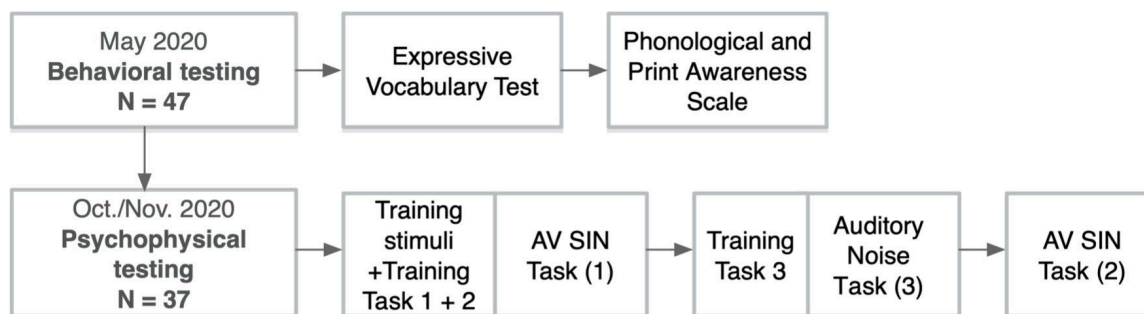 May 2020
Behavioral testing
N = 47
Expressive
Vocabulary Test
Phonological and
Print Awareness
Scale
Oct./Nov. 2020
Psychophysical
testing
N = 37
Training
stimuli
+Training
Task 1 + 2
AV SIN
Task (1)
Training
Task 3
Auditory
Noise
Task (3)
AV SIN
Task (2)